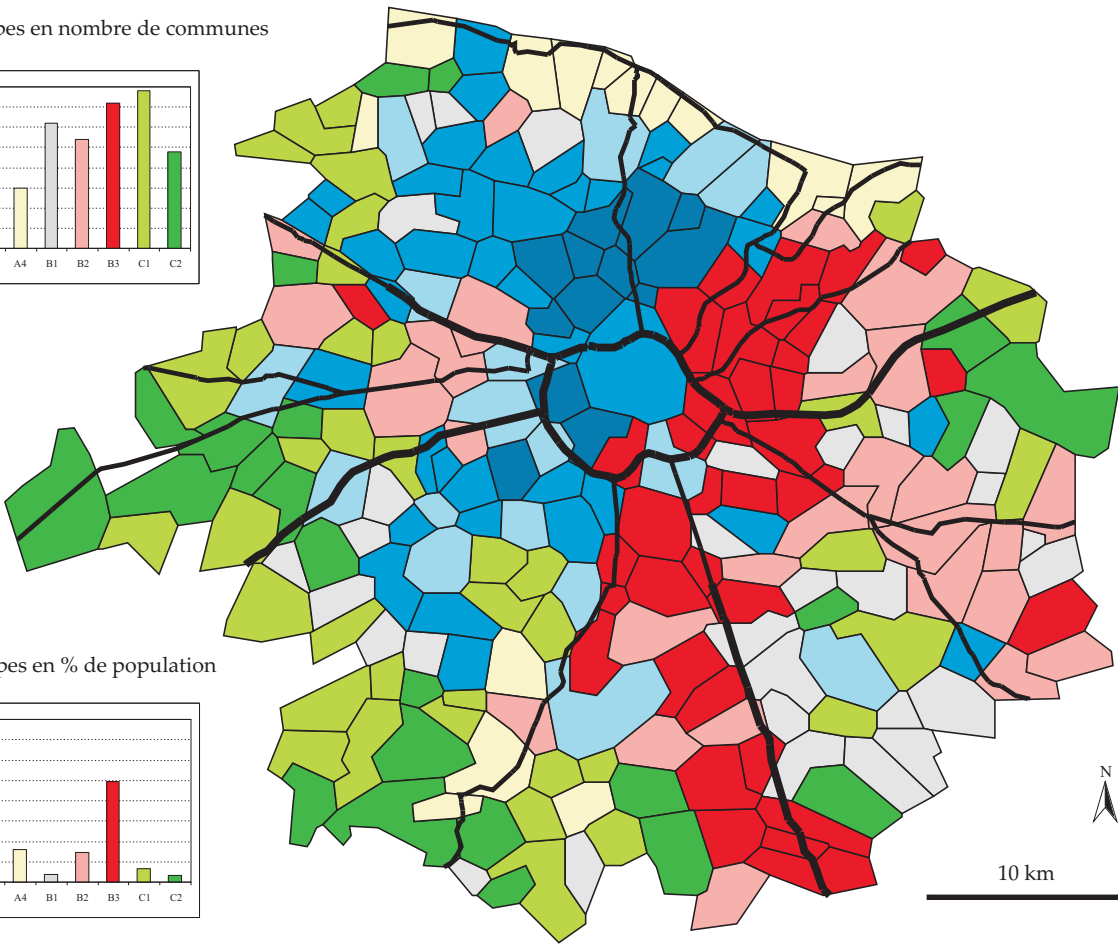 pes en nombre de communes
A4 B1 B2 B3 C1 C2
pes en % de population
A4 B1 B2 B3 C1 C2
N
10 km